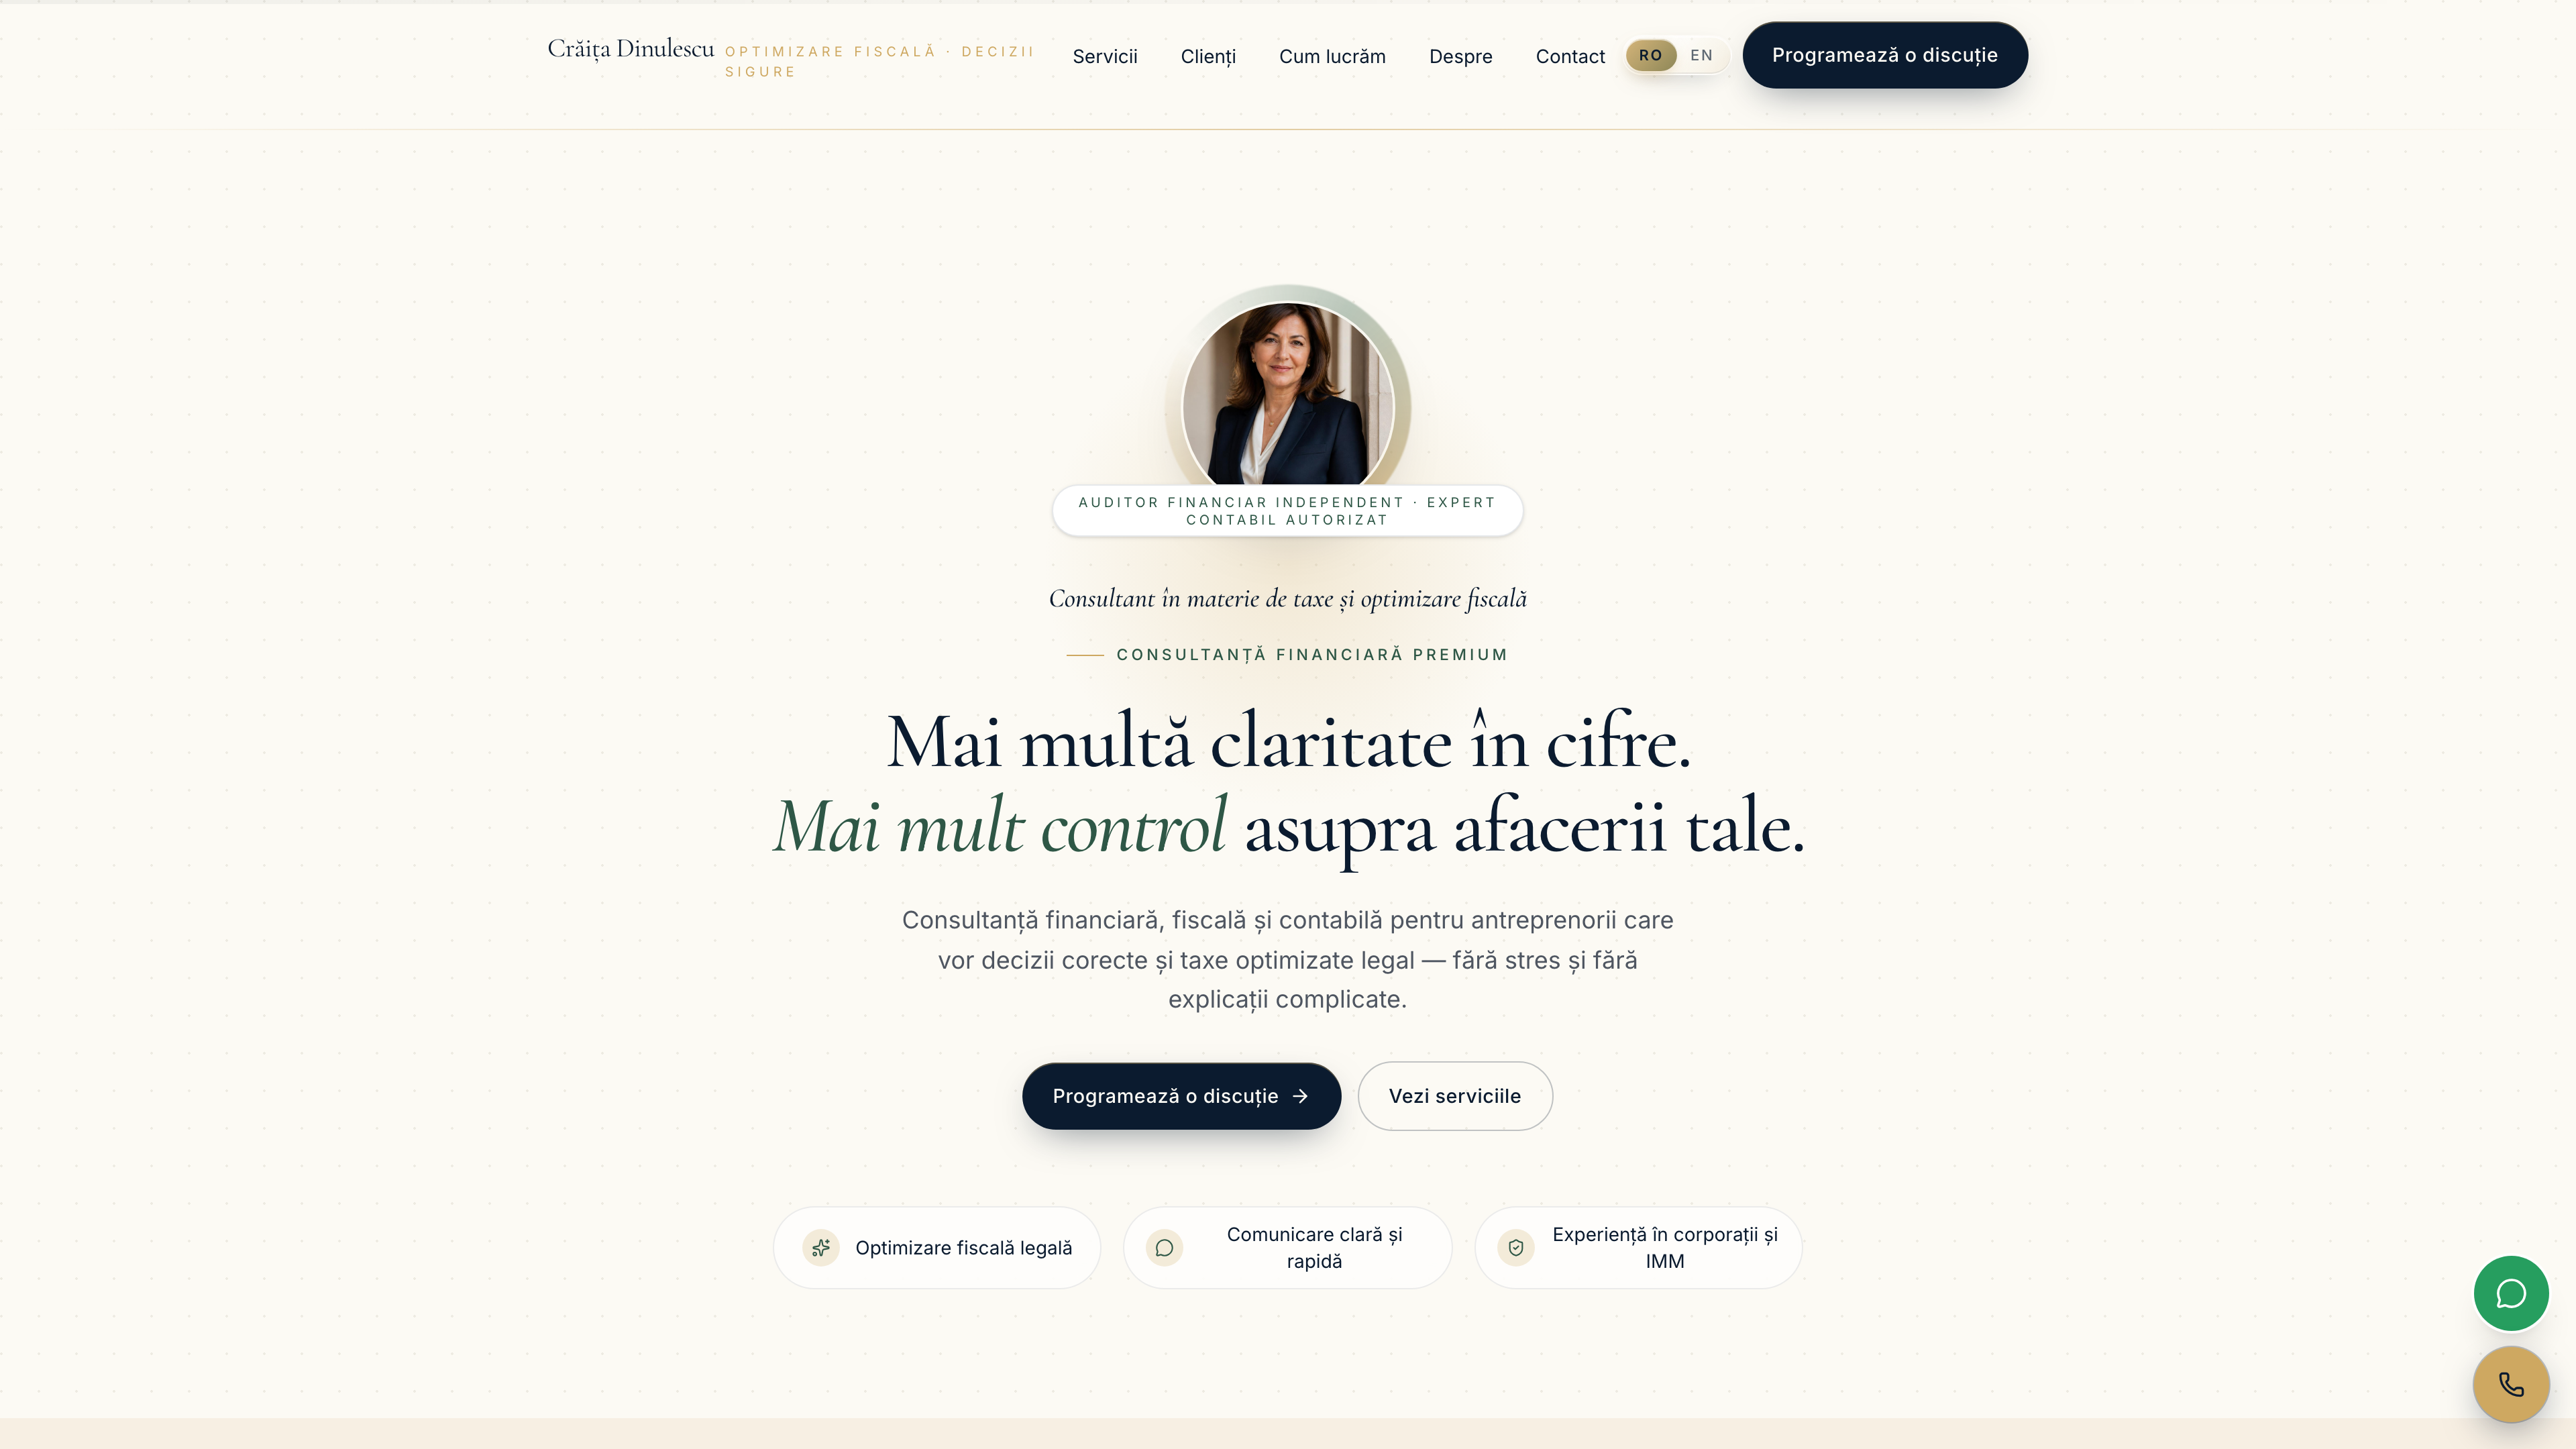 Crăița Dinulescu
OPTIMIZARE FISCALĂ · DECIZII
SIGURE
Servicii
Clienți
Cum lucrăm
Despre
Contact
RO
EN
Programează o discuție
AUDITOR FINANCIAR INDEPENDENT · EXPERT
CONTABIL AUTORIZAT
Consultant în materie de taxe și optimizare fiscală
CONSULTANȚĂ FINANCIARĂ PREMIUM
Mai multă claritate în cifre.
Mai mult control asupra afacerii tale.
Consultanță financiară, fiscală și contabilă pentru antreprenorii care
vor decizii corecte și taxe optimizate legal — fără stres și fără
explicații complicate.
Programează o discuție →
Vezi serviciile
Optimizare fiscală legală
Comunicare clară și
rapidă
Experiență în corporații și
IMM